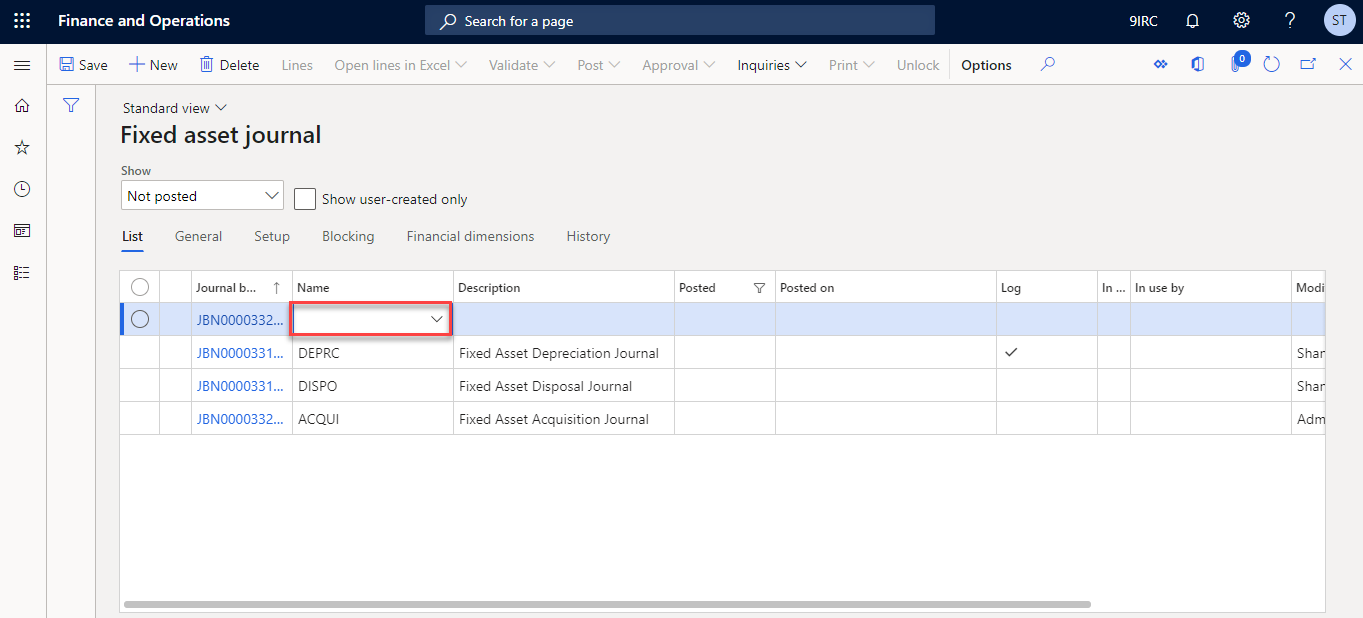 Finance and Operations
Search for a page
9IRC
?
ST
Save
New
Delete
Lines
Open lines in Excel
Validate
Post
Approval
Inquiries
Print
Unlock
Options
0
Standard view
Fixed asset journal
Show
Not posted
Show user-created only
List General Setup Blocking Financial dimensions History
Journal b... ↑ Name Description Posted Posted on Log In ... In use by Modi
JBN0000332...
JBN0000331... DEPRC Fixed Asset Depreciation Journal ✓ Shar
JBN0000331... DISPO Fixed Asset Disposal Journal Shar
JBN0000332... ACQUI Fixed Asset Acquisition Journal Adm